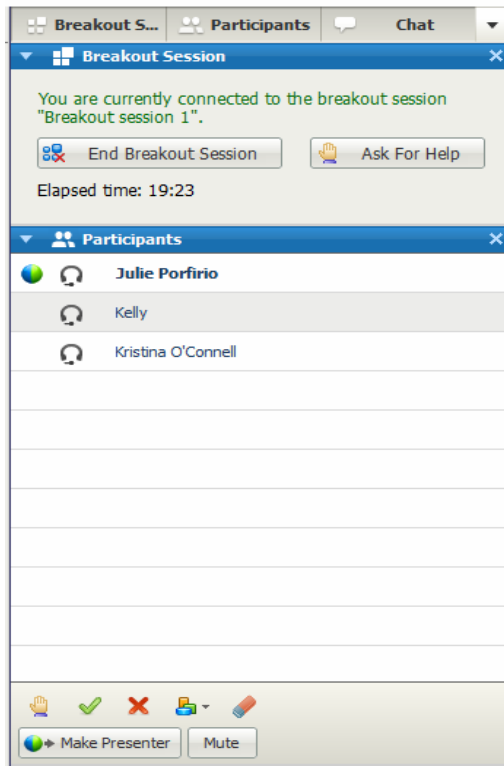 Breakout S... Participants Chat
Breakout Session
You are currently connected to the breakout session
"Breakout session 1".
End Breakout Session Ask For Help
Elapsed time: 19:23
Participants
Julie Porfirio
Kelly
Kristina O'Connell
Make Presenter Mute